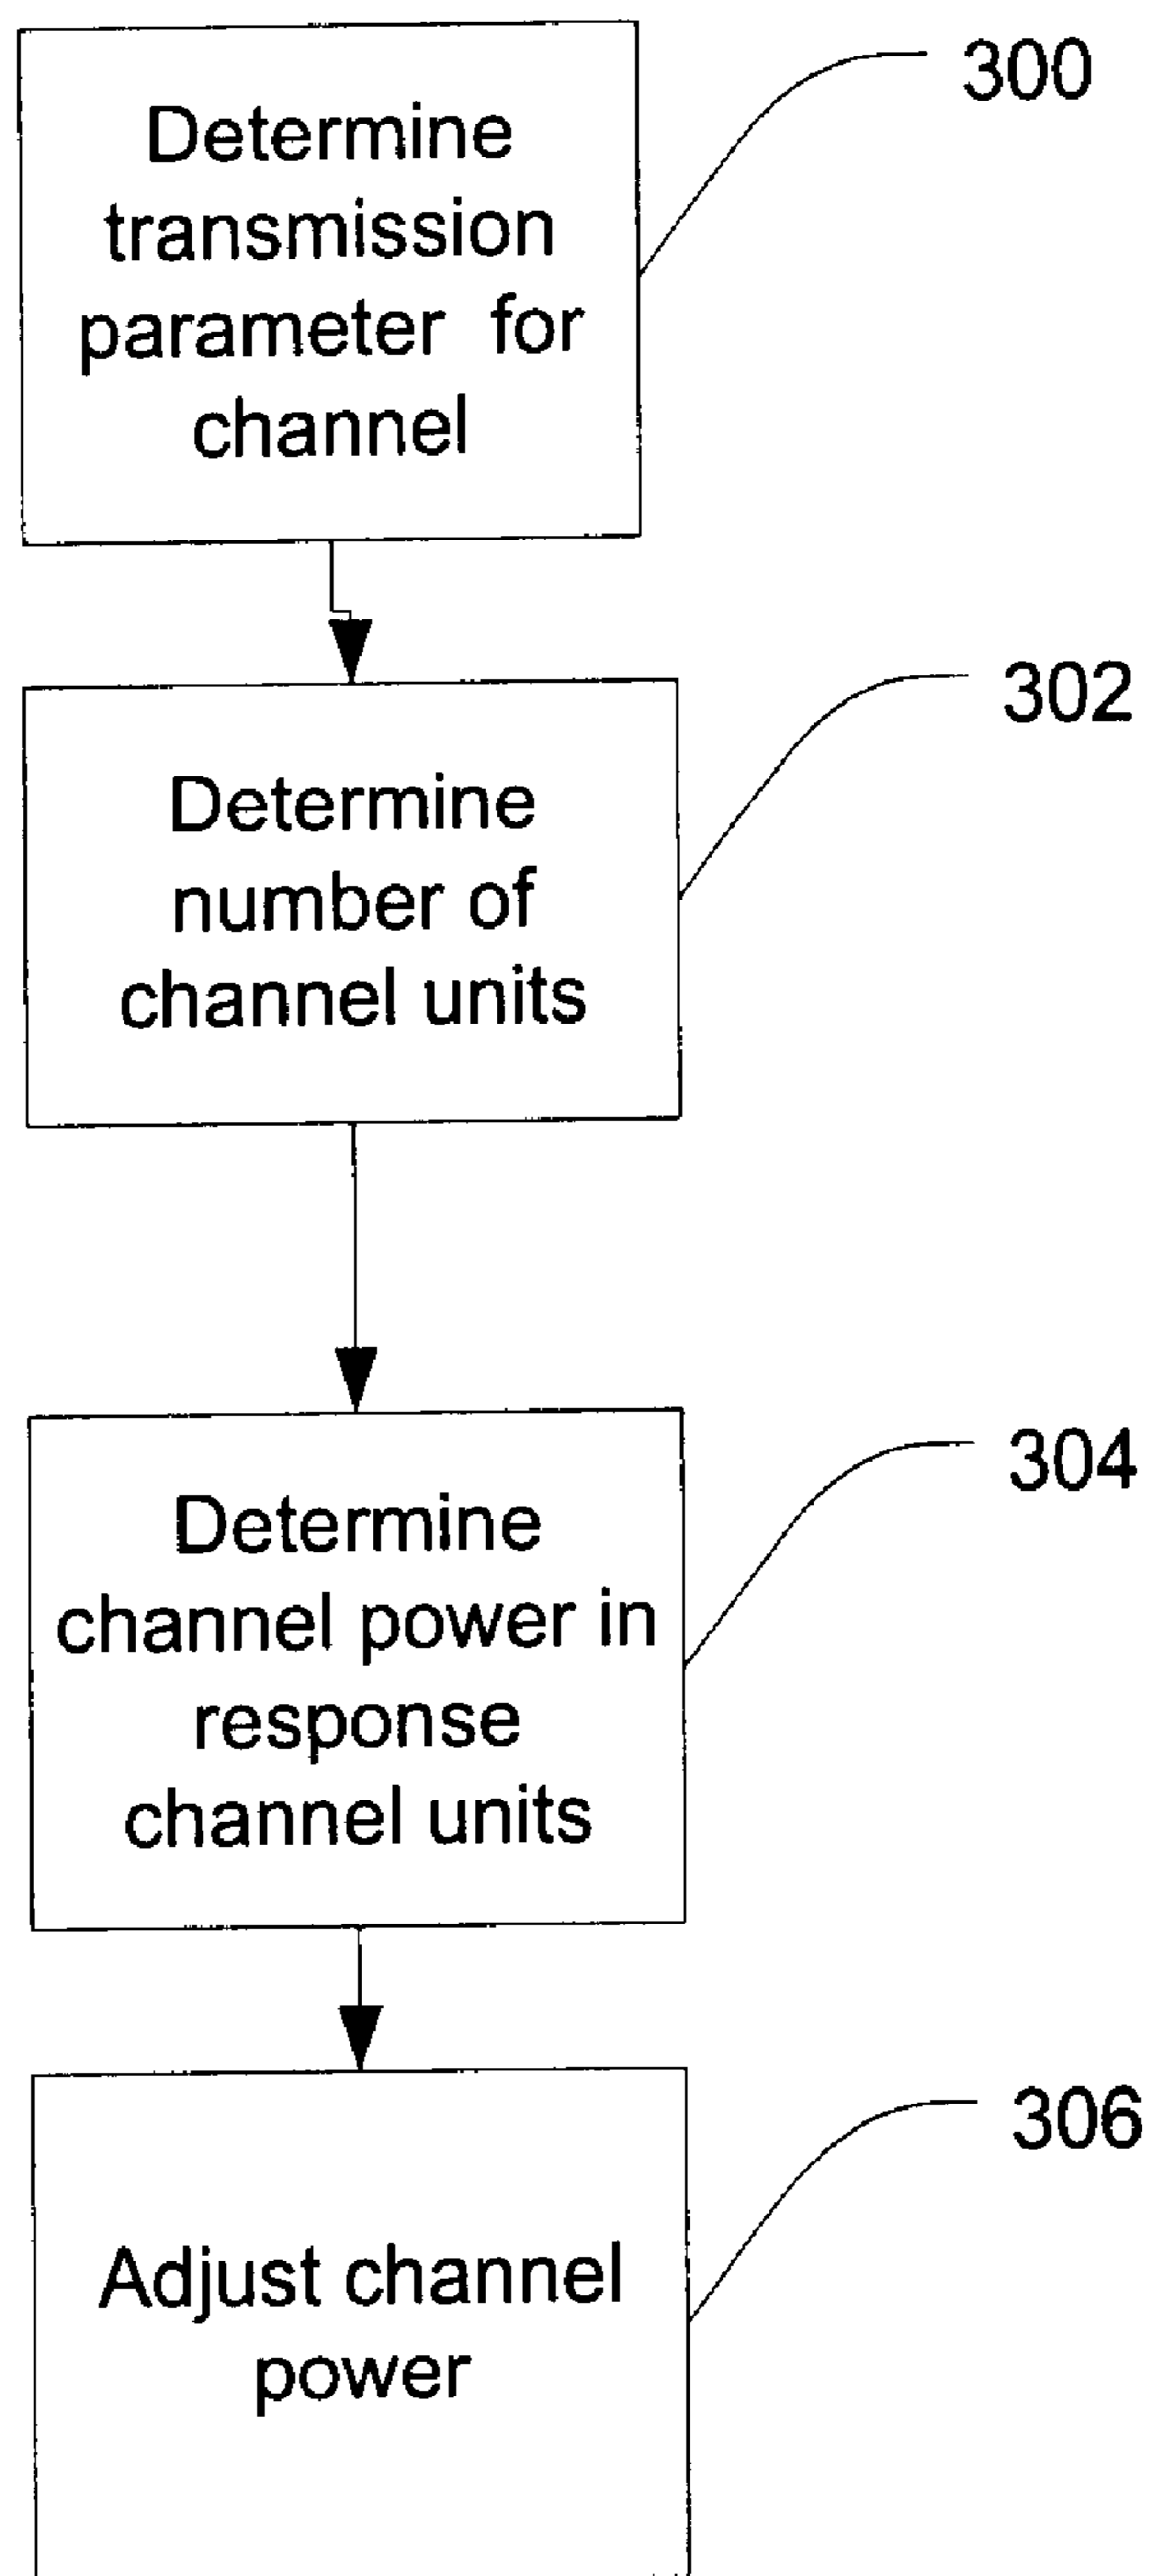 Determine
transmission
parameter for
channel
300
Determine
number of
channel units
302
Determine
channel power in
response
channel units
304
Adjust channel
power
306